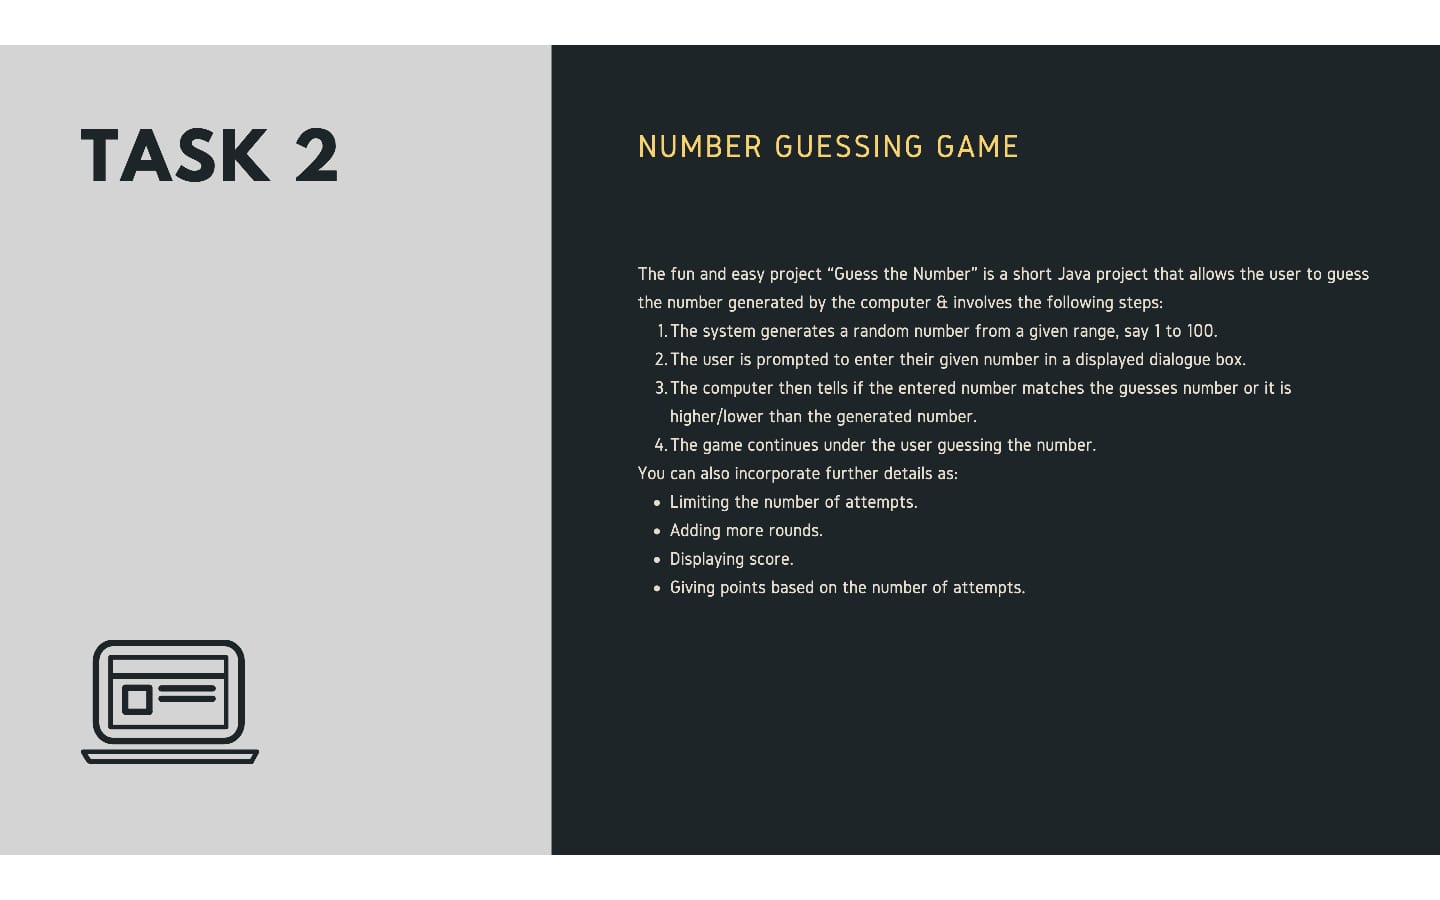 TASK 2
NUMBER GUESSING GAME
The fun and easy project “Guess the Number” is a short Java project that allows the user to guess
the number generated by the computer & involves the following steps:
1. The system generates a random number from a given range, say 1 to 100.
2. The user is prompted to enter their given number in a displayed dialogue box.
3. The computer then tells if the entered number matches the guesses number or it is
higher/lower than the generated number.
4. The game continues under the user guessing the number.
You can also incorporate further details as:
• Limiting the number of attempts.
• Adding more rounds.
• Displaying score.
• Giving points based on the number of attempts.